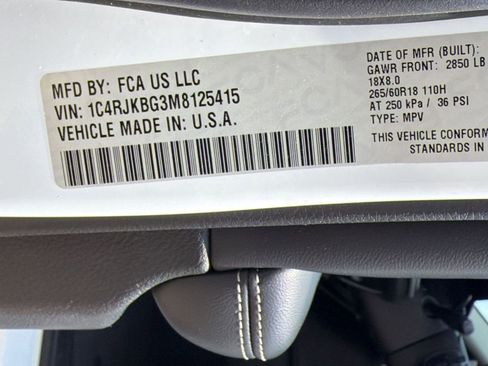 MFD BY: FCA US LLC
VIN: 1C4RJKBG3M8125415
VEHICLE MADE IN: U.S.A.
DATE OF MFR (BUILT):
GAWR FRONT: 2850 LB
18X8.0
265/60R18 110H
AT 250 kPa / 36 PSI
TYPE: MPV
THIS VEHICLE CONFORM
STANDARDS IN